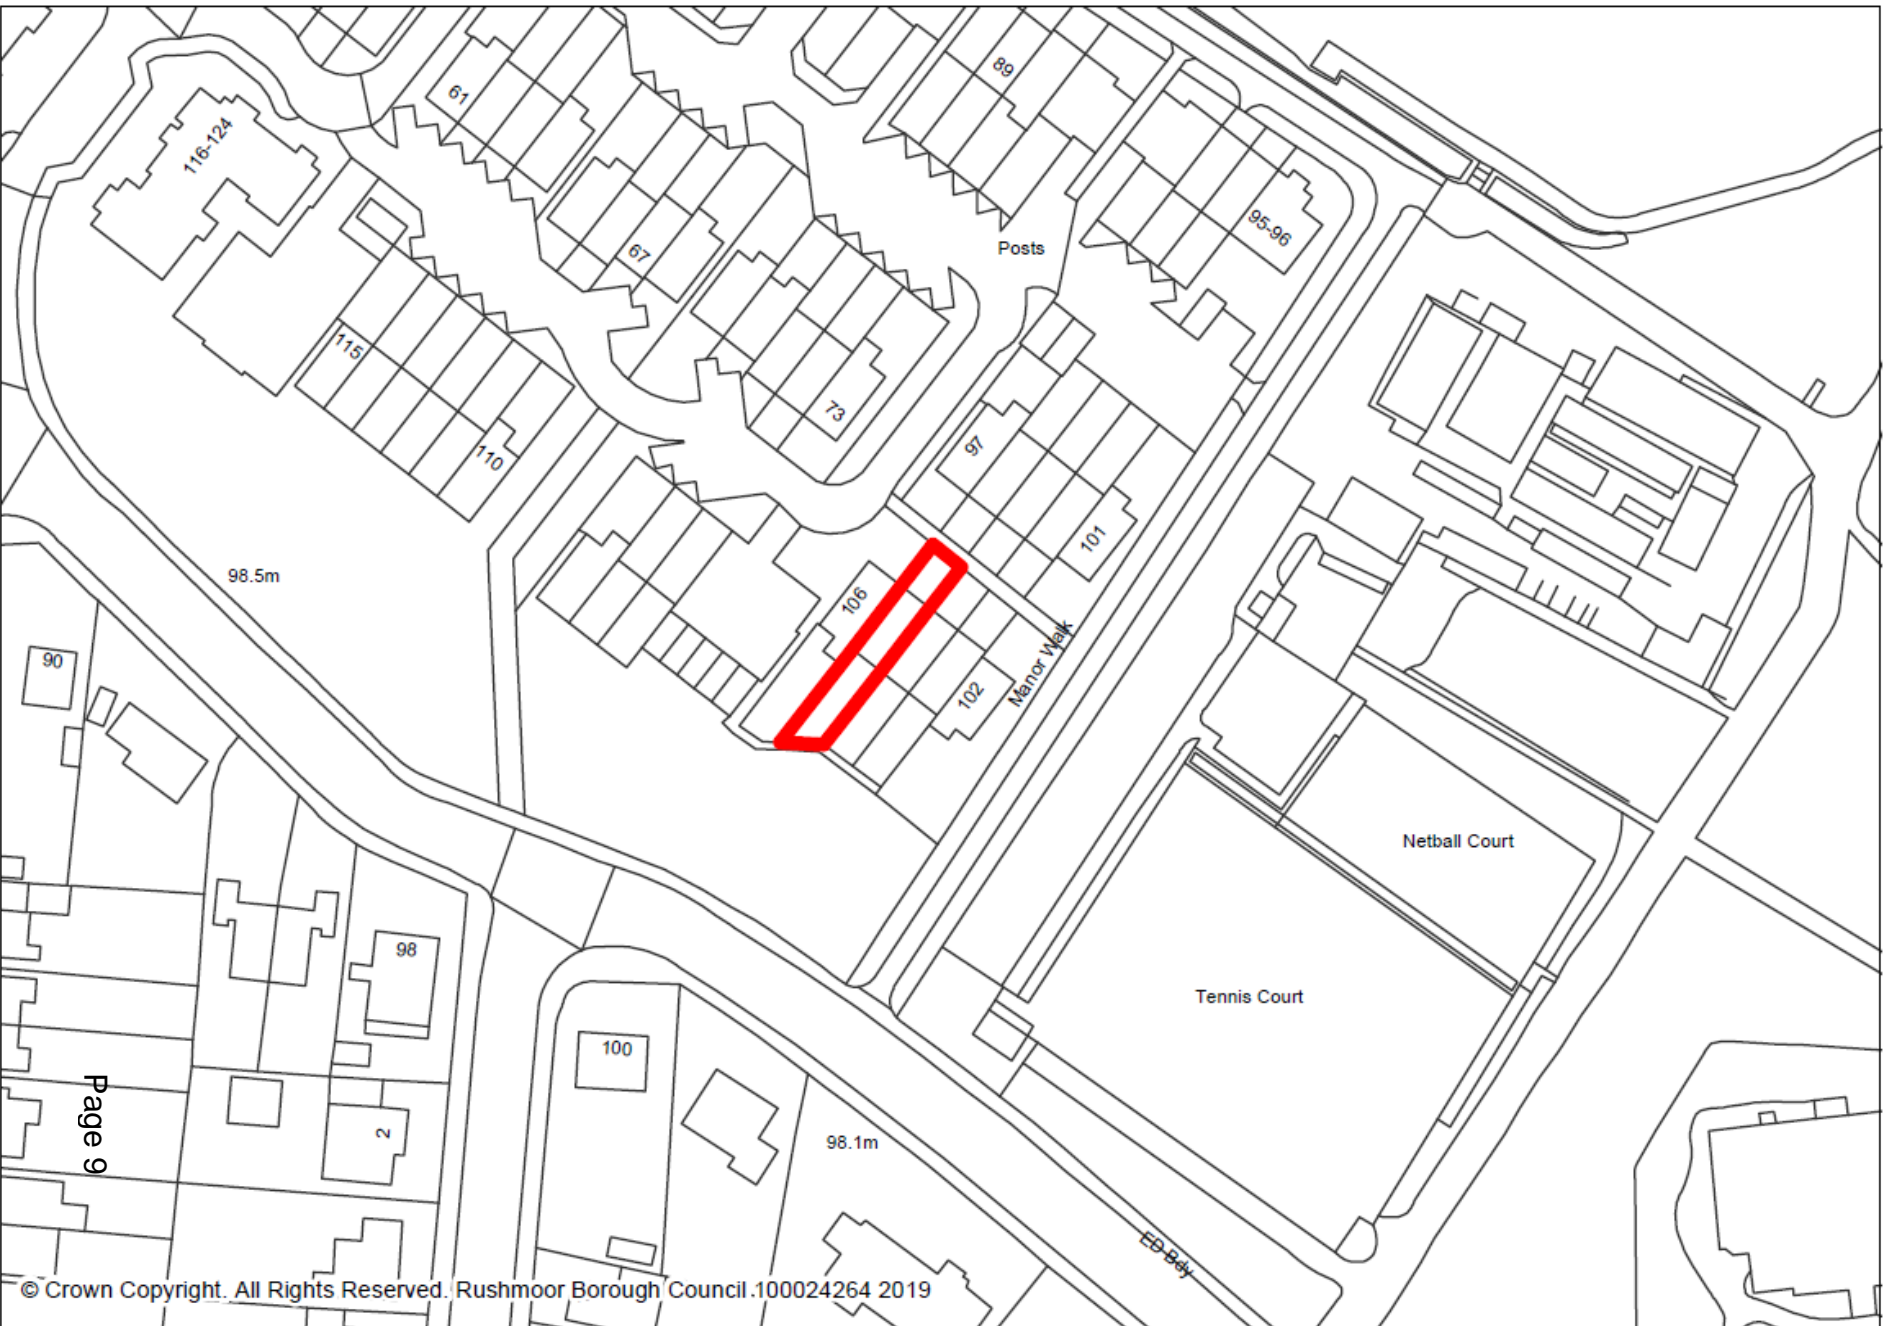 61
89
116-124
95-96
67
Posts
115
73
97
110
101
98.5m
106
90
102
Manor Walk
Netball Court
98
Tennis Court
100
Page 9
2
98.1m
ED Bdy
© Crown Copyright. All Rights Reserved. Rushmoor Borough Council 100024264 2019